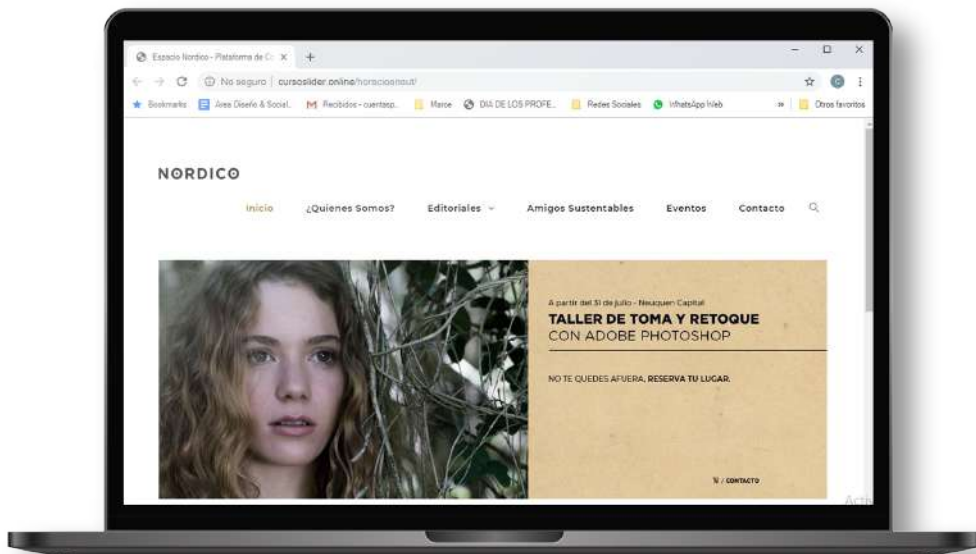 Espacio Nordico - Plataforma de C
No seguro | cursoslider.online/horacioenaut/
Bookmarks Area Diseño & Social. Recibidos - cuentasp... Marce DIA DE LOS PROFE... Redes Sociales WhatsApp Web » Otros favoritos
NORDICO
Inicio ¿Quienes Somos? Editoriales Amigos Sustentables Eventos Contacto
A partir del 31 de julio - Neuquen Capital
TALLER DE TOMA Y RETOQUE
CON ADOBE PHOTOSHOP
NO TE QUEDES AFUERA, RESERVA TU LUGAR.
/ CONTACTO
Activ